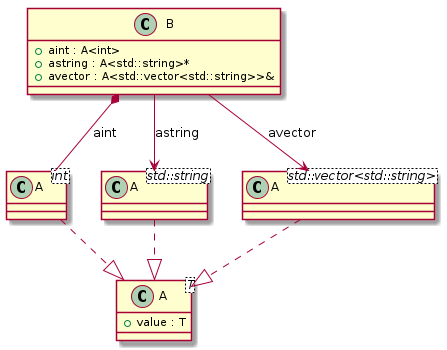 C B
aint : A<int>
astring : A<std::string>*
avector : A<std::vector<std::string>>&
aint
astring
avector
C A int
C A std::string
C A std::vector<std::string>
C A T
value : T